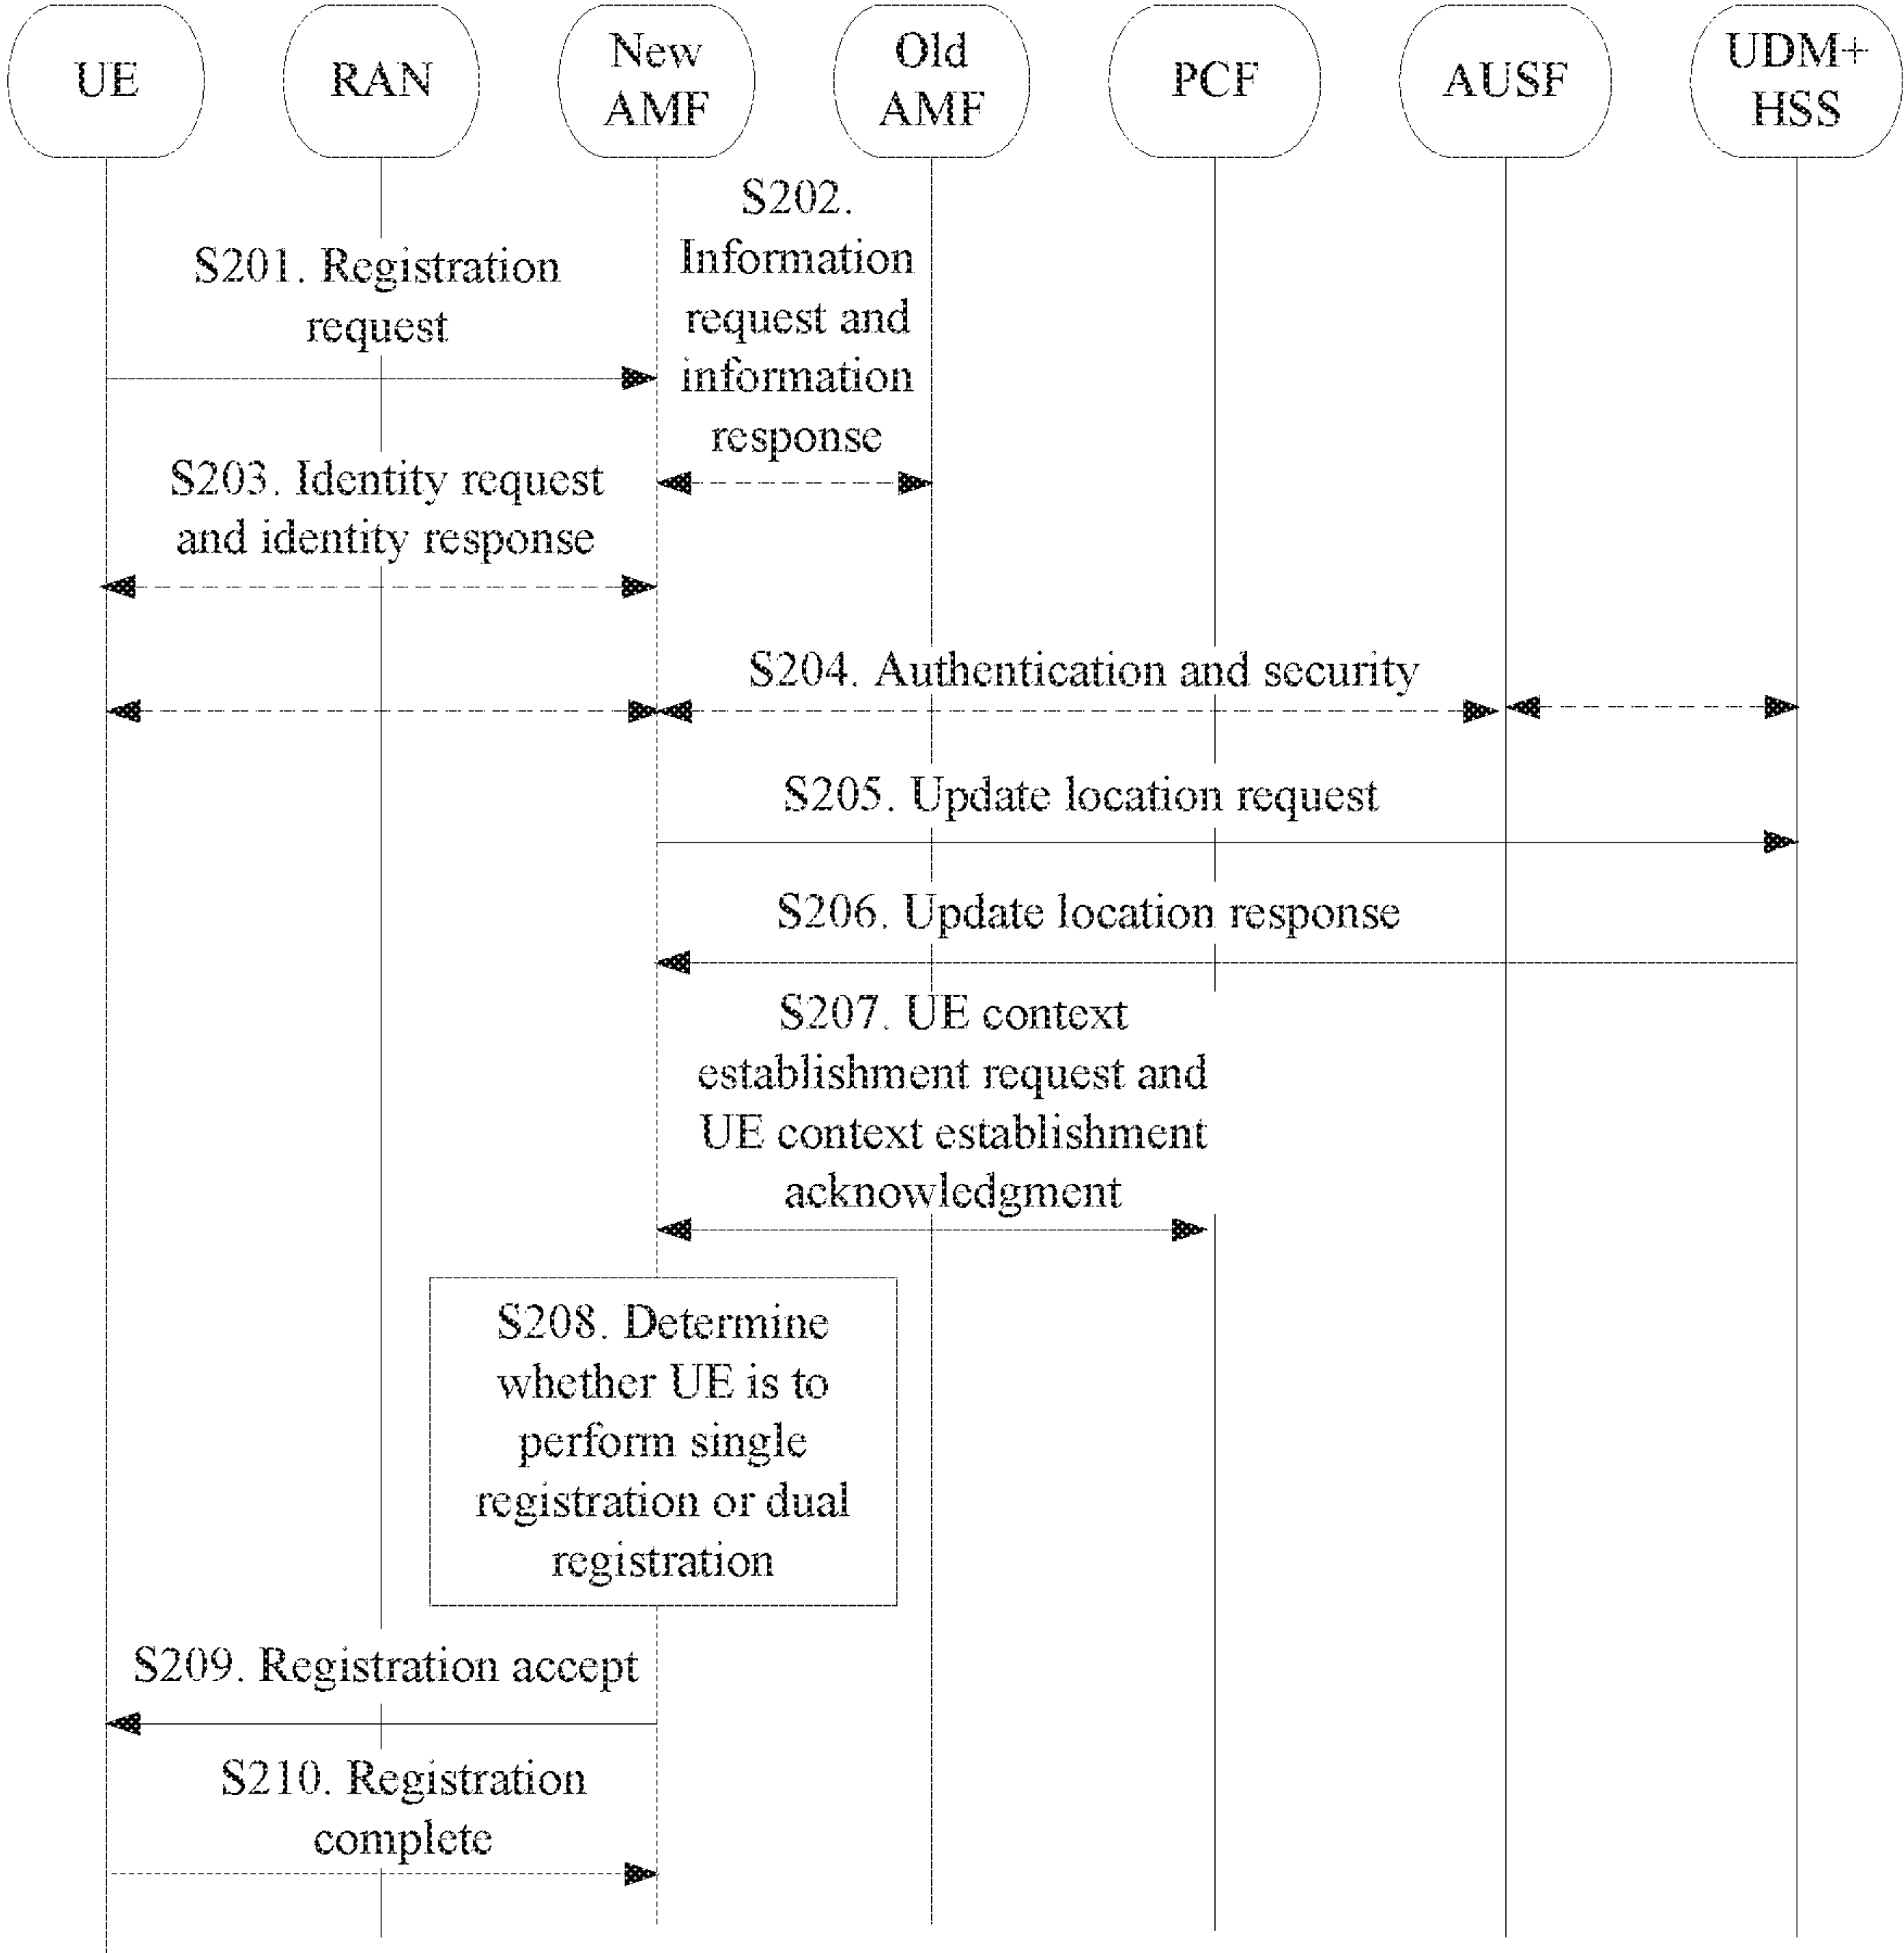 UE
RAN
New
AMF
Old
AMF
PCF
AUSF
UDM+
HSS
S201. Registration
request
S202.
Information
request and
information
response
S203. Identity request
and identity response
S204. Authentication and security
S205. Update location request
S206. Update location response
S207. UE context
establishment request and
UE context establishment
acknowledgment
S208. Determine
whether UE is to
perform single
registration or dual
registration
S209. Registration accept
S210. Registration
complete